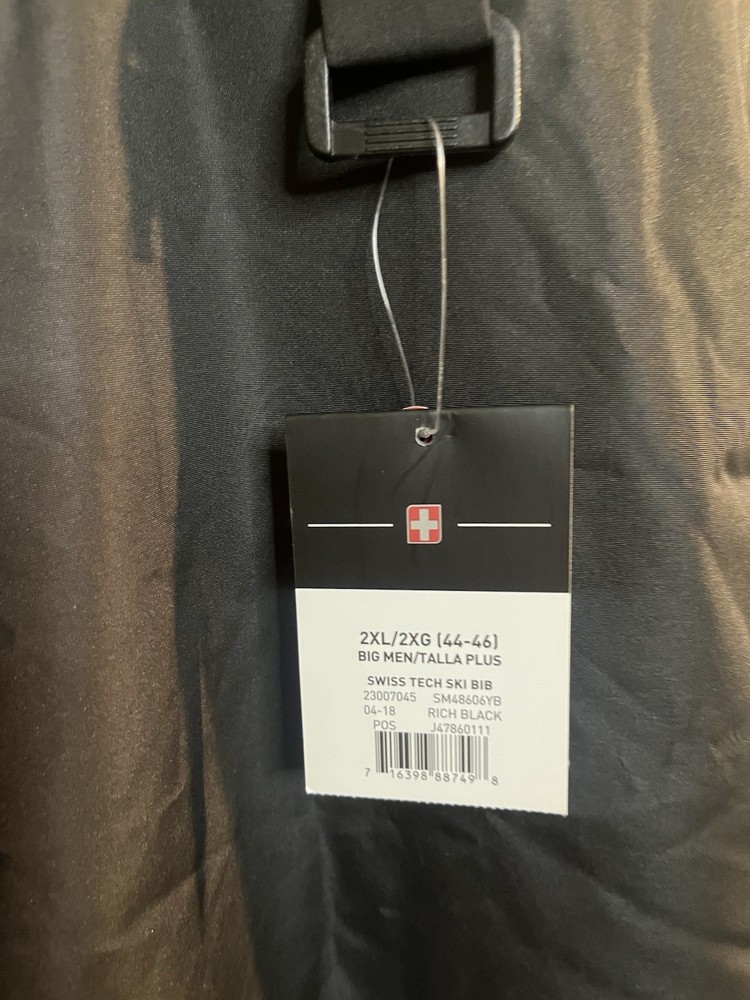 2XL/2XG (44-46)
BIG MEN/TALLA PLUS
SWISS TECH SKI BIB
23007045 SM48606YB
04-18 RICH BLACK
POS J47860111
7 16398 88749 8